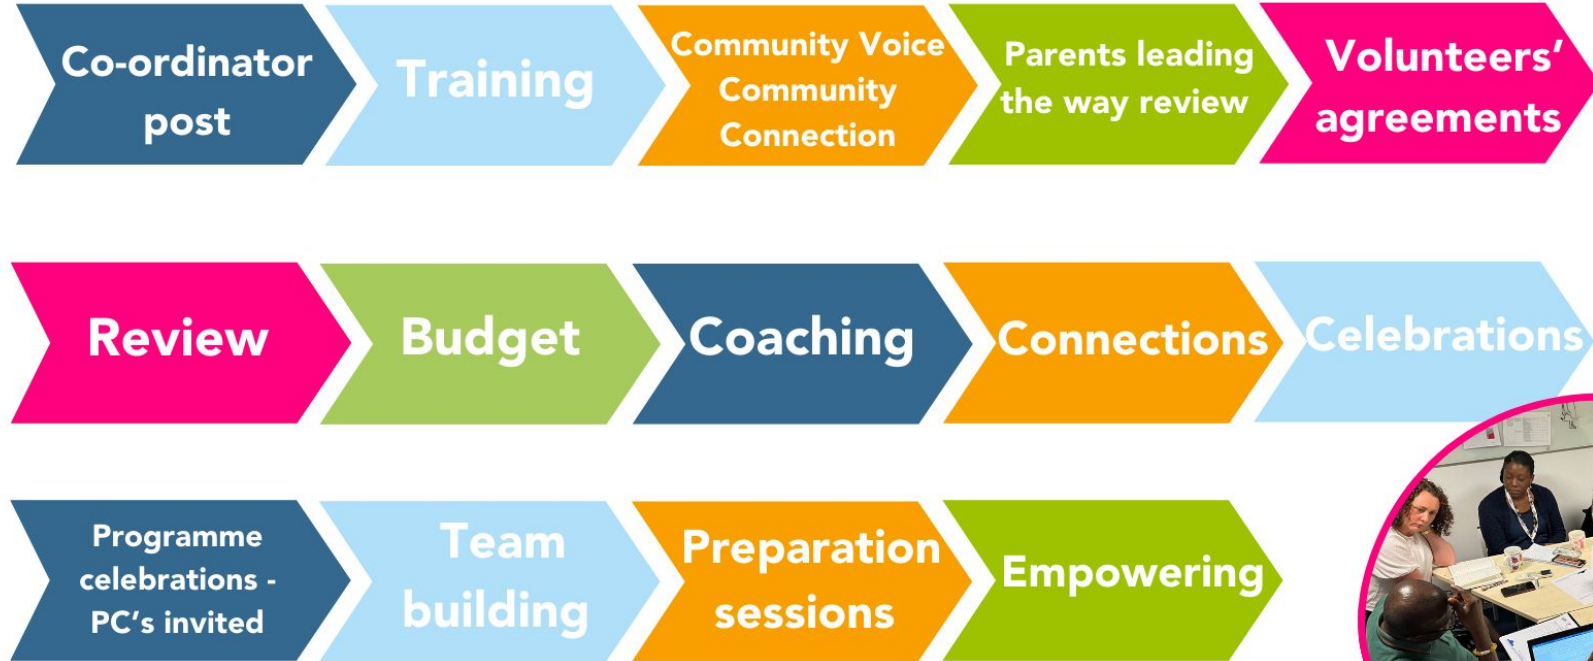 Co-ordinator
post
Training
Community Voice
Community
Connection
Parents leading
the way review
Volunteers’
agreements
Review
Budget
Coaching
Connections
Celebrations
Programme
celebrations -
PC’s invited
Team
building
Preparation
sessions
Empowering